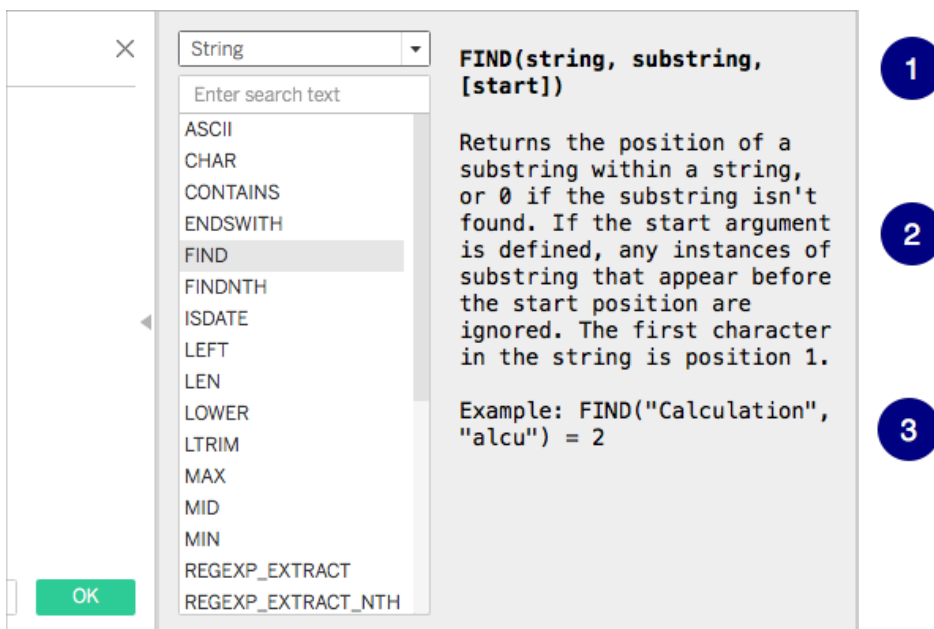 String
Enter search text
ASCII
CHAR
CONTAINS
ENDSWITH
FIND
FINDNTH
ISDATE
LEFT
LEN
LOWER
LTRIM
MAX
MID
MIN
REGEXP_EXTRACT
REGEXP_EXTRACT_NTH
OK
FIND(string, substring,
[start])
Returns the position of a
substring within a string,
or 0 if the substring isn't
found. If the start argument
is defined, any instances of
substring that appear before
the start position are
ignored. The first character
in the string is position 1.
Example: FIND("Calculation",
"alcu") = 2
1
2
3